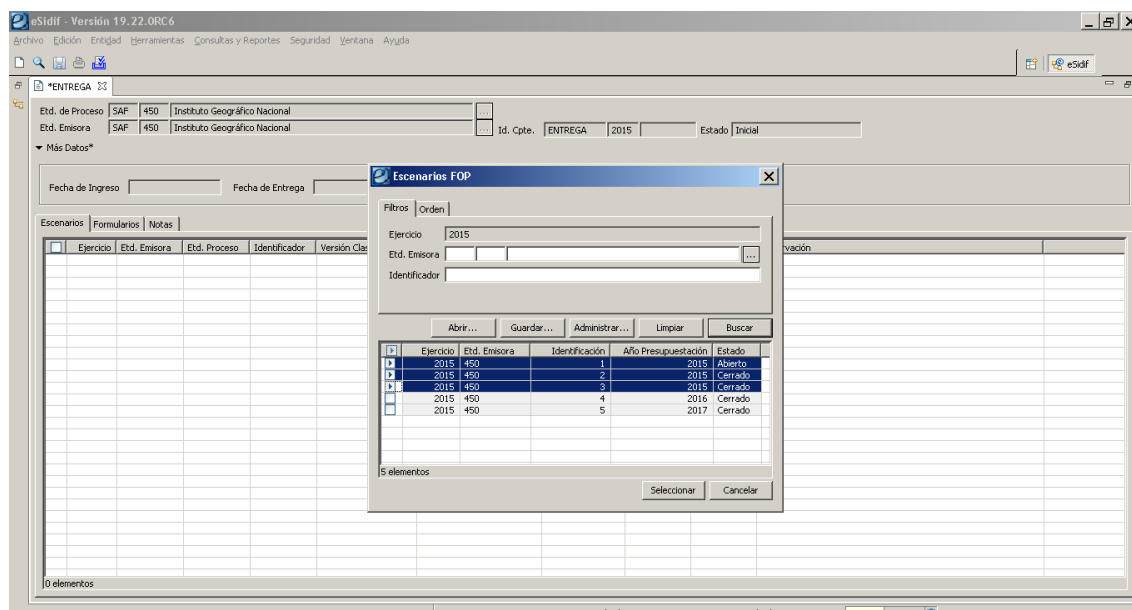 eSidif - Versión 19.22.0RC6
Archivo Edición Entidad Herramientas Consultas y Reportes Seguridad Ventana Ayuda
eSidif
*ENTREGA
Etd. de Proceso SAF 450 Instituto Geográfico Nacional ...
Etd. Emisora SAF 450 Instituto Geográfico Nacional ... Id. Cpte. ENTREGA 2015 Estado Inicial
Más Datos*
Fecha de Ingreso Fecha de Entrega
Escenarios Formularios Notas
Ejercicio Etd. Emisora Etd. Proceso Identificador Versión Clas vación
0 elementos
Escenarios FOP
Filtros Orden
Ejercicio 2015
Etd. Emisora ...
Identificador
Abrir... Guardar... Administrar... Limpiar Buscar
Ejercicio Etd. Emisora Identificación Año Presupuestación Estado
2015 450 1 2015 Abierto
2015 450 2 2015 Cerrado
2015 450 3 2015 Cerrado
2015 450 4 2016 Cerrado
2015 450 5 2017 Cerrado
5 elementos
Seleccionar Cancelar